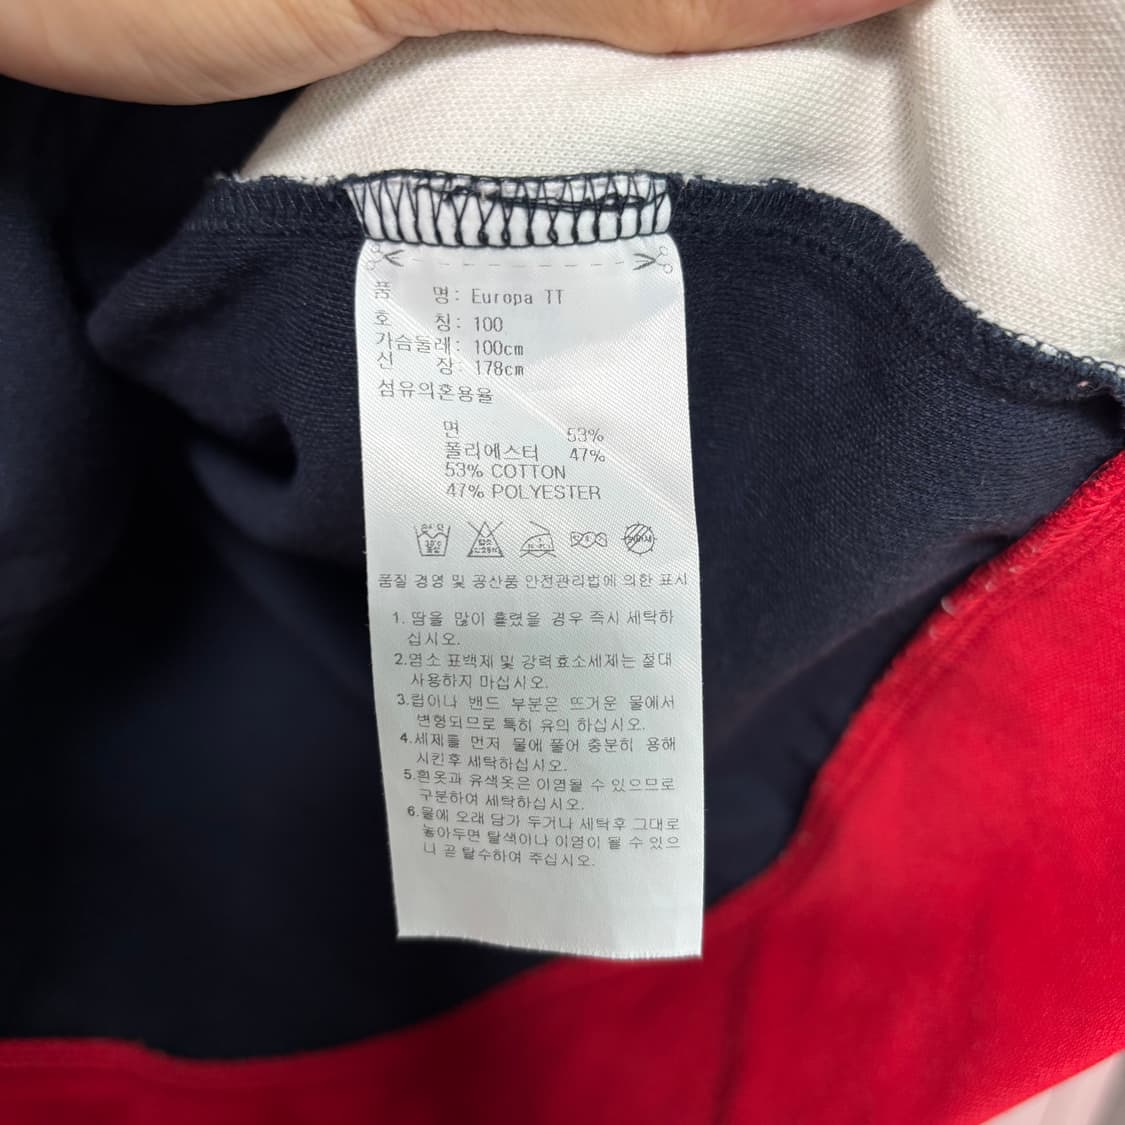 품 명: Europa TT
호 칭: 100
가슴둘레: 100cm
신 장: 178cm
섬유의혼용율
면 53%
폴리에스터 47%
53% COTTON
47% POLYESTER
품질 경영 및 공산품 안전관리법에 의한 표시
1. 땀을 많이 흘렸을 경우 즉시 세탁하
십시오.
2.염소 표백제 및 강력효소세제는 절대
사용하지 마십시오.
3.립이나 밴드 부분은 뜨거운 물에서
변형되므로 특히 유의 하십시오.
4.세제를 먼저 물에 풀어 충분히 용해
시킨후 세탁하십시오.
5.흰옷과 유색옷은 이염될 수 있으므로
구분하여 세탁하십시오.
6.물에 오래 담가 두거나 세탁후 그대로
놓아두면 탈색이나 이염이 될 수 있으
니 곧 탈수하여 주십시오.